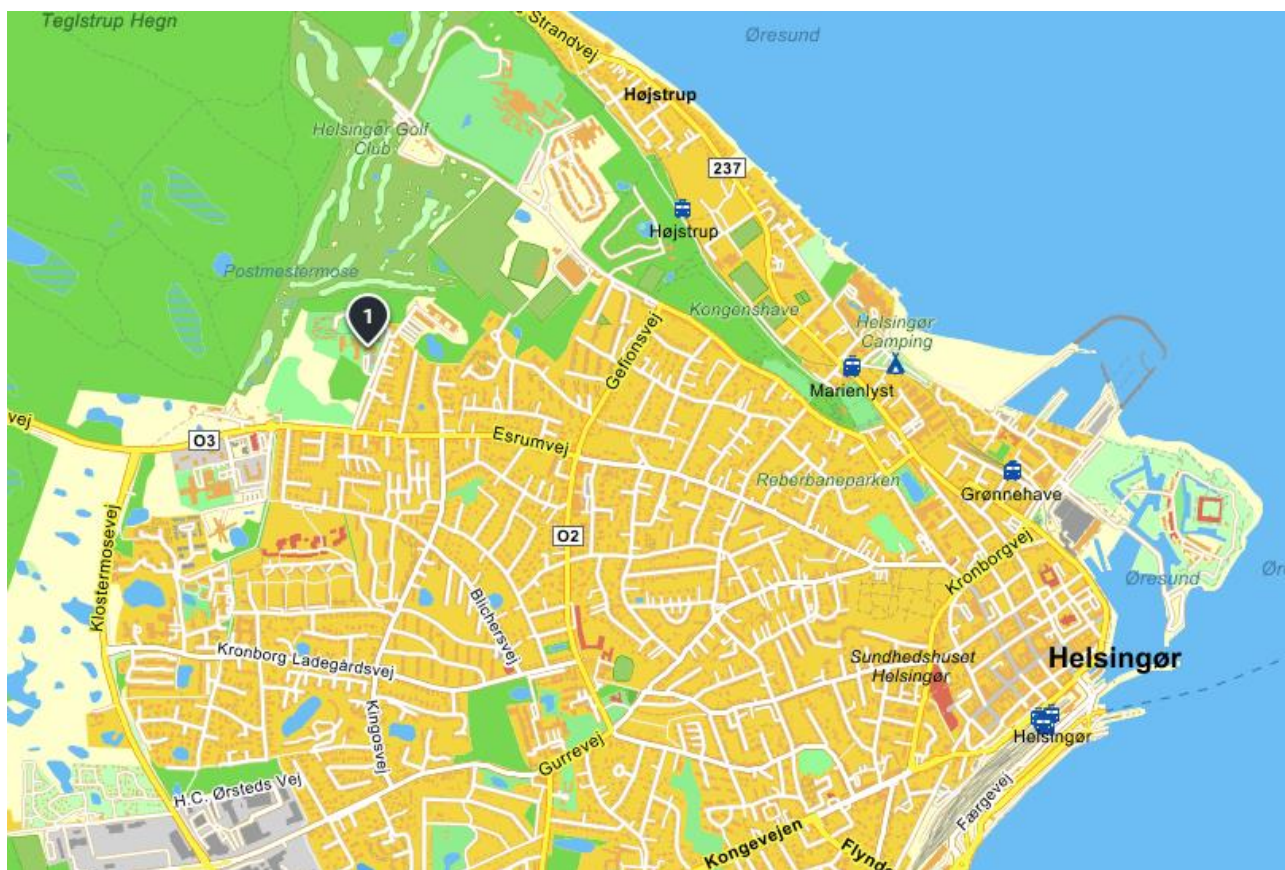 Teglstrup Hegn
Strandvej
Øresund
Højstrup
Helsingør Golf
Club
237
Højstrup
Postmestermose
1
Kongenshave
Helsingør
Camping
Gefionsvej
Marienlyst
vej
O3
Esrumvej
Reberbaneparken
Grønnehave
O2
Kronborgvej
Øresund
Klostermosevej
Blichersvej
Kronborg Ladegårdsvej
Sundhedshuset
Helsingør
Helsingør
Kingosvej
Helsingør
Gurrevej
H.C. Ørsteds Vej
Færgevej
Kongevejen
Flynde